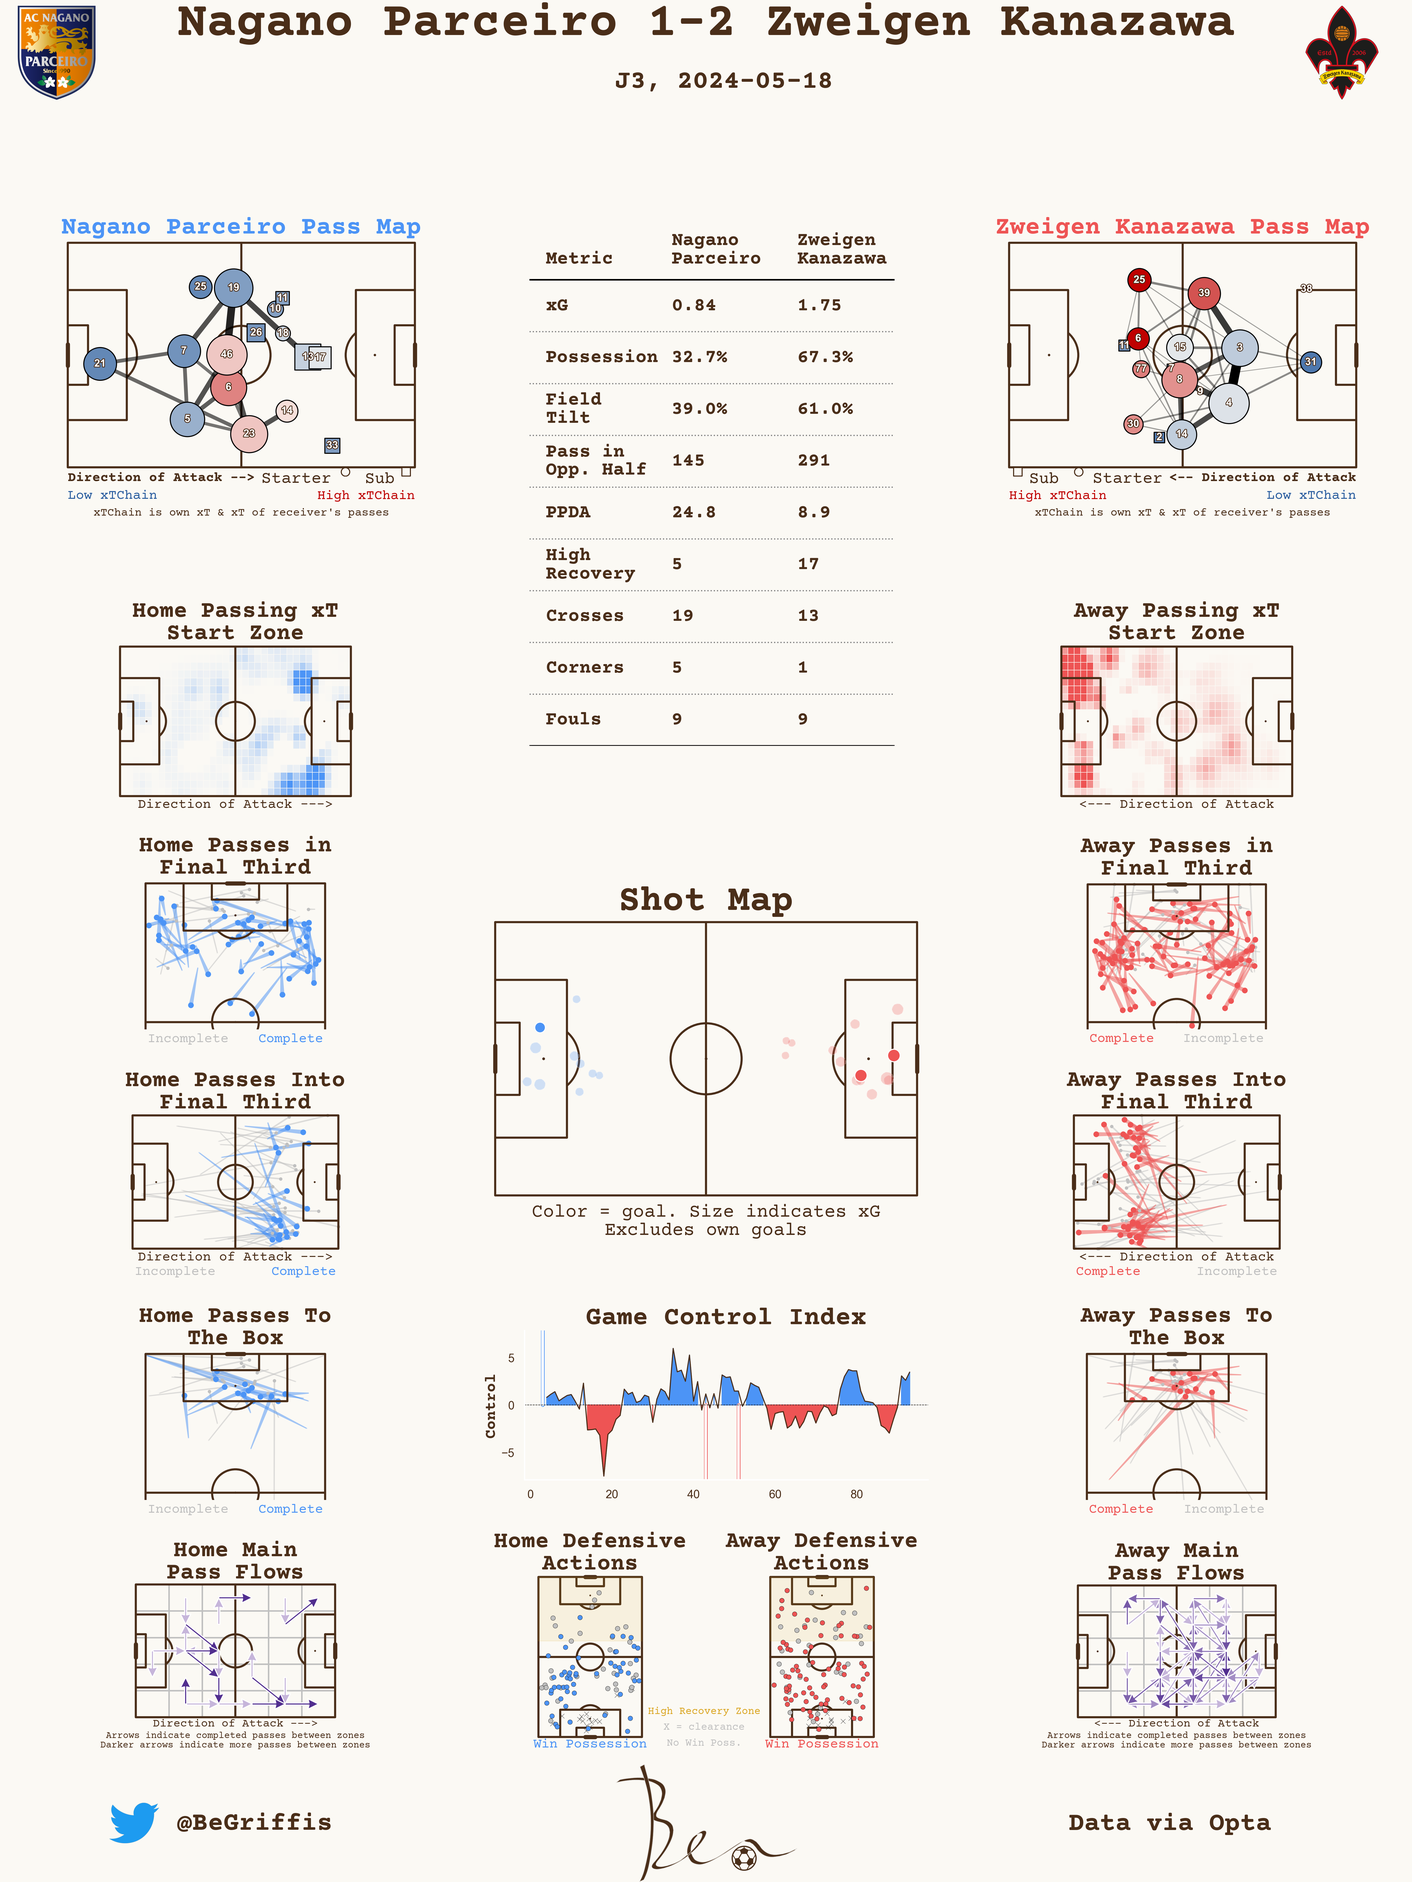 Nagano Parceiro 1-2 Zweigen Kanazawa
J3, 2024-05-18
AC NAGANO
PARCEIRO
Since 1990
Estd 2004
Zweigen Kanazawa
Nagano Parceiro Pass Map
25
19
11
10
26
18
7
46
13
17
21
6
5
14
23
33
Direction of Attack --> Starter Sub
Low xTChain High xTChain
xTChain is own xT & xT of receiver's passes
Metric Nagano Parceiro Zweigen Kanazawa
xG 0.84 1.75
Possession 32.7% 67.3%
Field
Tilt 39.0% 61.0%
Pass in
Opp. Half 145 291
PPDA 24.8 8.9
High
Recovery 5 17
Crosses 19 13
Corners 5 1
Fouls 9 9
Zweigen Kanazawa Pass Map
25
39
38
6
11
15
3
77
7
8
31
9
4
30
2
14
Sub Starter <-- Direction of Attack
High xTChain Low xTChain
xTChain is own xT & xT of receiver's passes
Home Passing xT
Start Zone
Direction of Attack --->
Away Passing xT
Start Zone
<--- Direction of Attack
Home Passes in
Final Third
Incomplete Complete
Shot Map
Color = goal. Size indicates xG
Excludes own goals
Away Passes in
Final Third
Complete Incomplete
Home Passes Into
Final Third
Direction of Attack --->
Incomplete Complete
Away Passes Into
Final Third
<--- Direction of Attack
Complete Incomplete
Home Passes To
The Box
Incomplete Complete
Game Control Index
Control
5
0
−5
0 20 40 60 80
Away Passes To
The Box
Complete Incomplete
Home Main
Pass Flows
Direction of Attack --->
Arrows indicate completed passes between zones
Darker arrows indicate more passes between zones
Home Defensive
Actions
Win Possession
Away Defensive
Actions
Win Possession
High Recovery Zone
X = clearance
No Win Poss.
Away Main
Pass Flows
<--- Direction of Attack
Arrows indicate completed passes between zones
Darker arrows indicate more passes between zones
@BeGriffis
Ben
Data via Opta